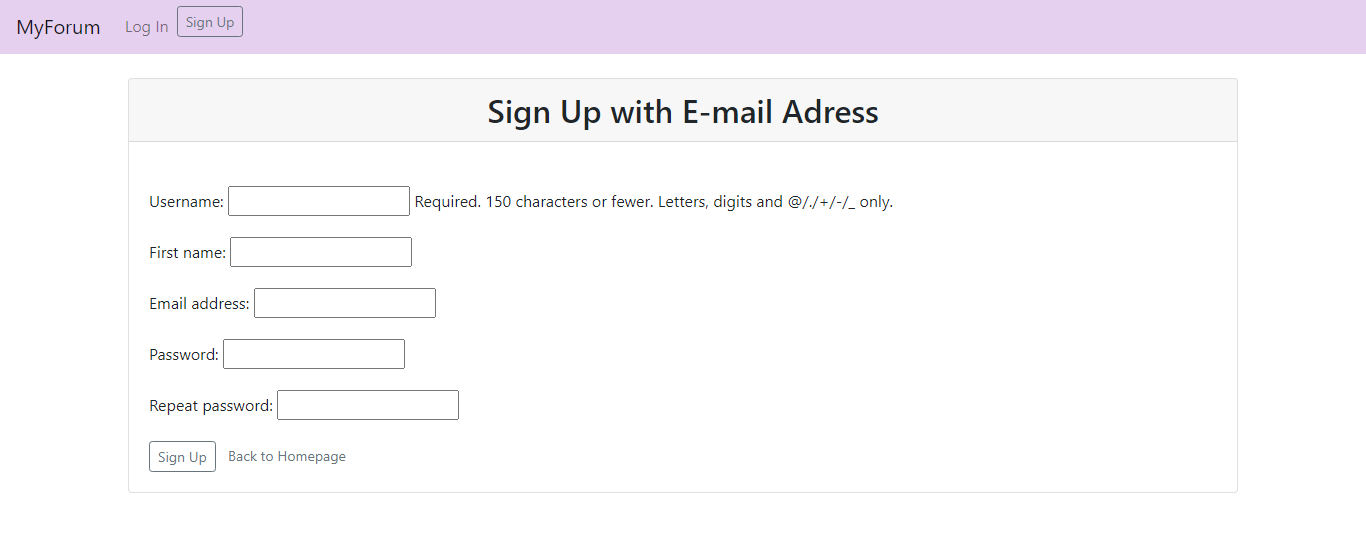 MyForum Log In Sign Up
Sign Up with E-mail Adress
Username: Required. 150 characters or fewer. Letters, digits and @/./+/-/_ only.
First name:
Email address:
Password:
Repeat password:
Sign Up Back to Homepage